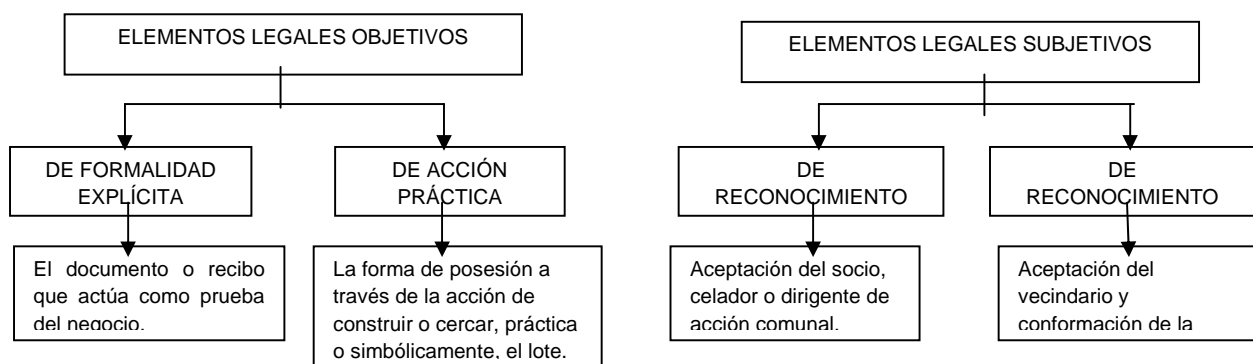 ELEMENTOS LEGALES OBJETIVOS
DE FORMALIDAD
EXPLÍCITA
El documento o recibo
que actúa como prueba
del negocio.
DE ACCIÓN
PRÁCTICA
La forma de posesión a
través de la acción de
construir o cercar, práctica
o simbólicamente, el lote.
ELEMENTOS LEGALES SUBJETIVOS
DE
RECONOCIMIENTO
Aceptación del socio,
celador o dirigente de
acción comunal.
DE
RECONOCIMIENTO
Aceptación del
vecindario y
conformación de la